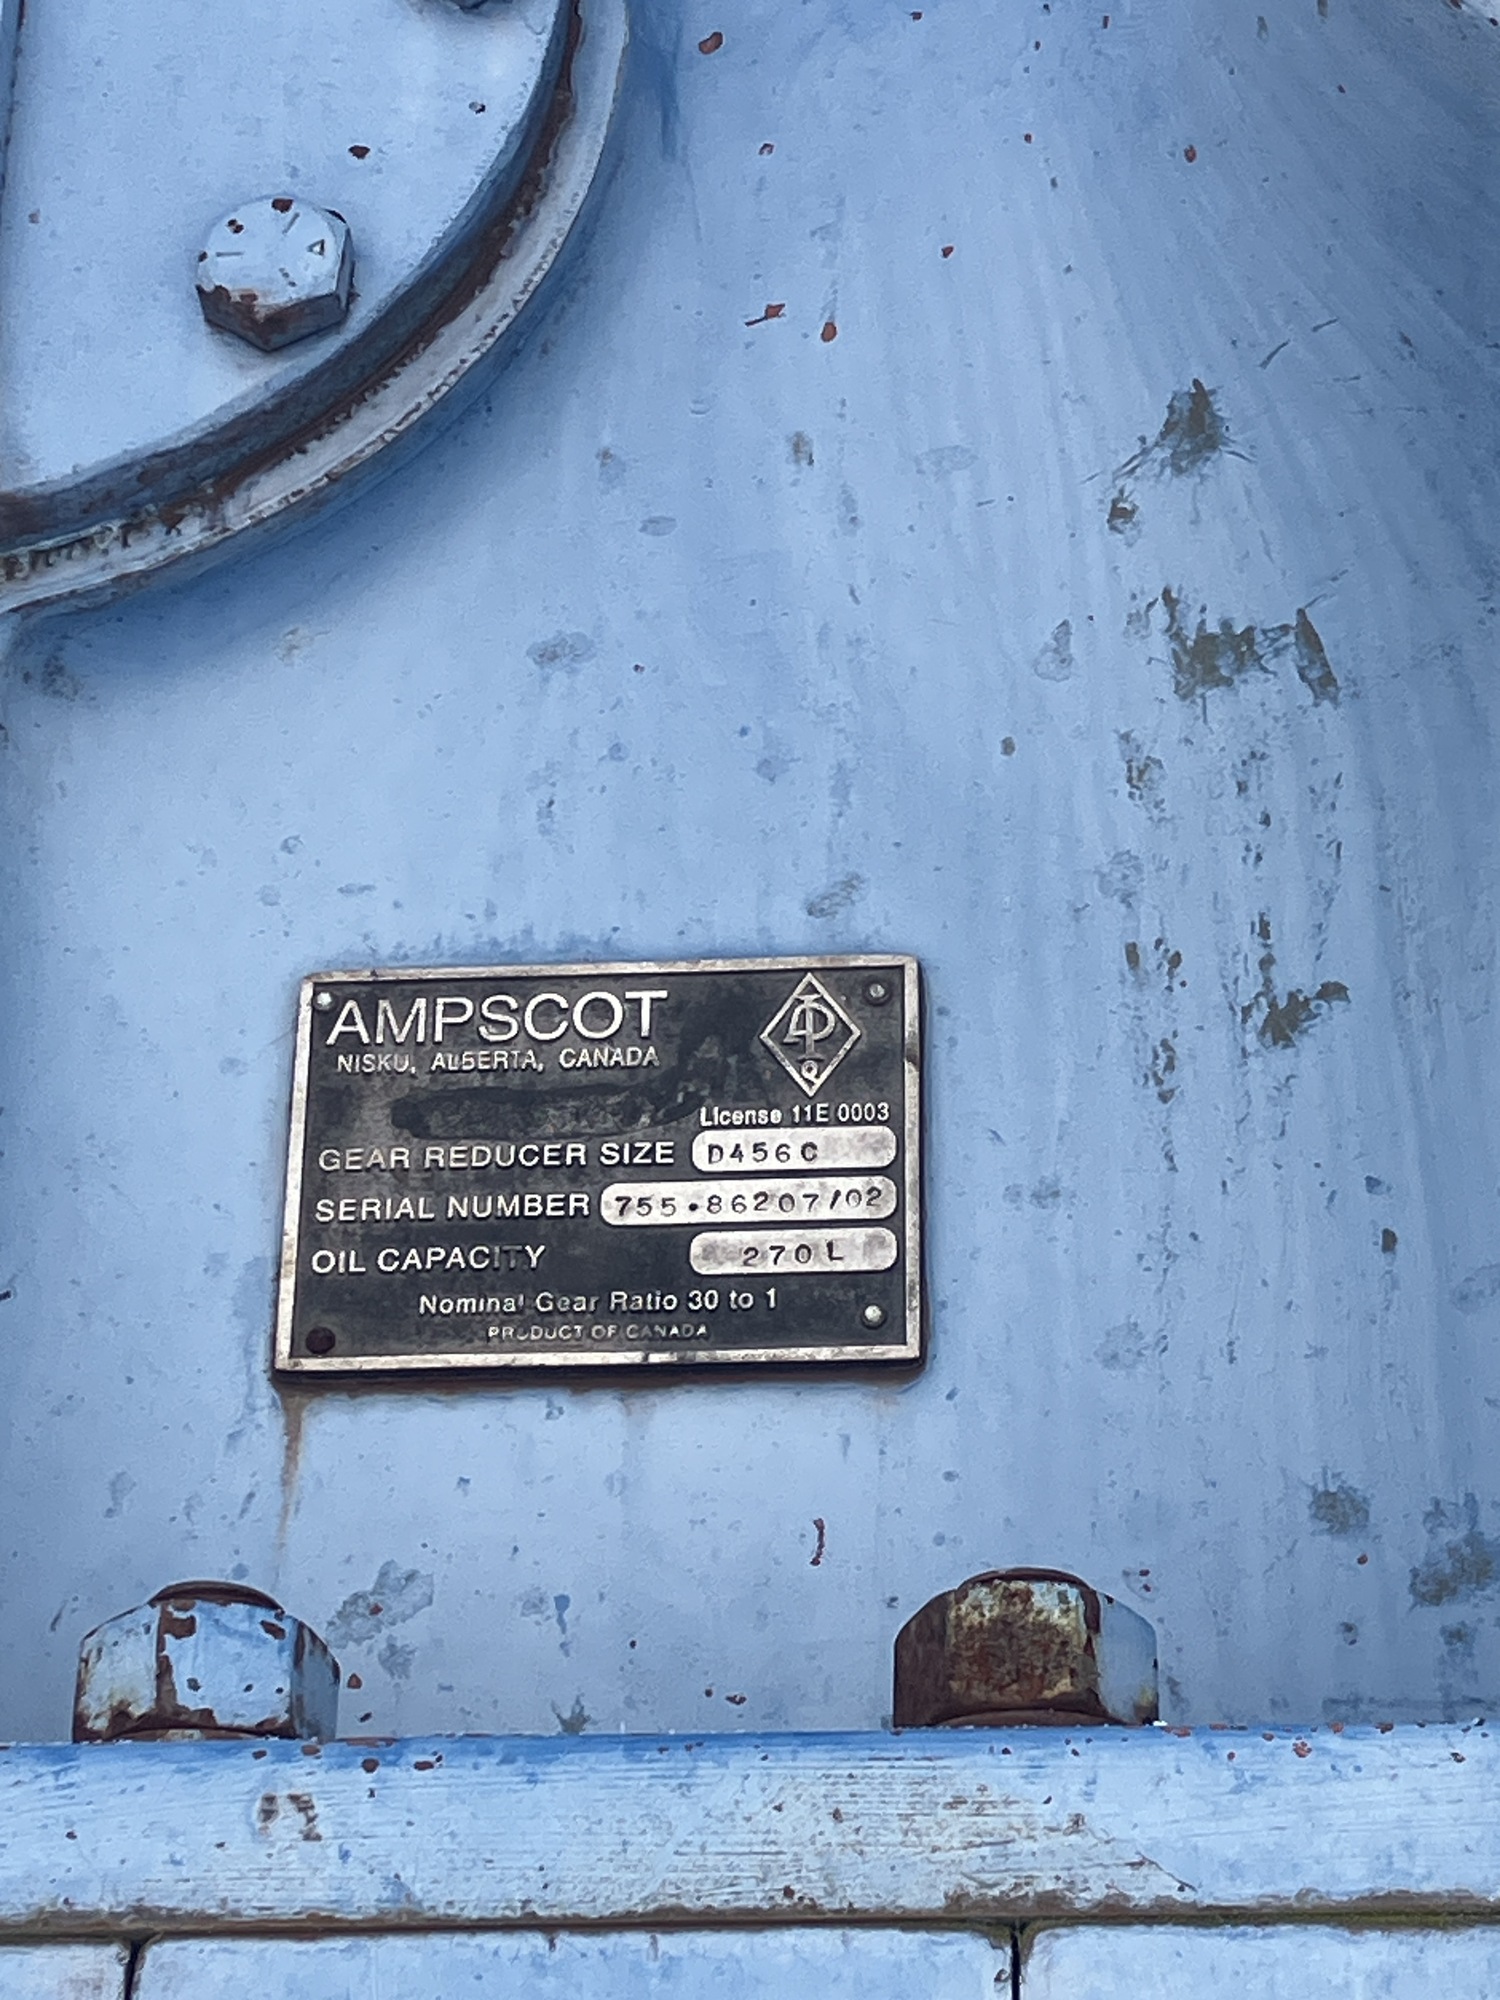 AMPSCOT
NISKU, ALBERTA, CANADA
API
License 11E 0003
GEAR REDUCER SIZE D456C
SERIAL NUMBER 755·86207/02
OIL CAPACITY 270L
Nominal Gear Ratio 30 to 1
PRODUCT OF CANADA